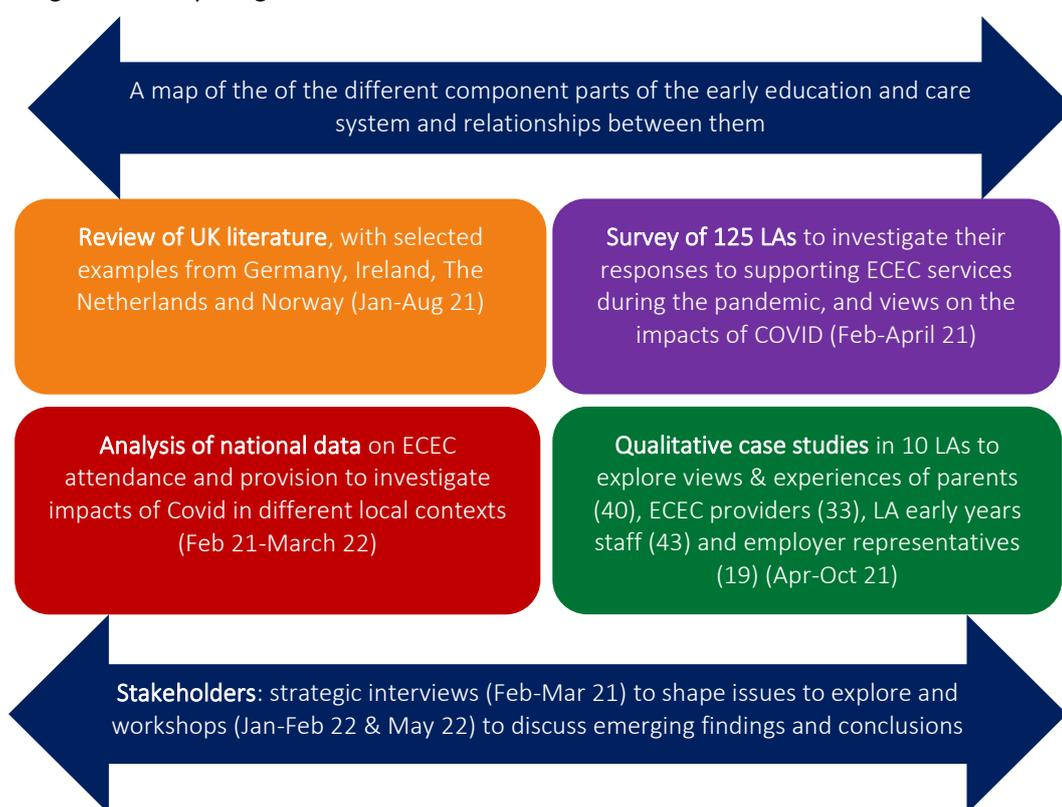 A map of the of the different component parts of the early education and care
system and relationships between them
Review of UK literature, with selected
examples from Germany, Ireland, The
Netherlands and Norway (Jan-Aug 21)
Survey of 125 LAs to investigate their
responses to supporting ECEC services
during the pandemic, and views on the
impacts of COVID (Feb-April 21)
Analysis of national data on ECEC
attendance and provision to investigate
impacts of Covid in different local contexts
(Feb 21-March 22)
Qualitative case studies in 10 LAs to
explore views & experiences of parents
(40), ECEC providers (33), LA early years
staff (43) and employer representatives
(19) (Apr-Oct 21)
Stakeholders: strategic interviews (Feb-Mar 21) to shape issues to explore and
workshops (Jan-Feb 22 & May 22) to discuss emerging findings and conclusions